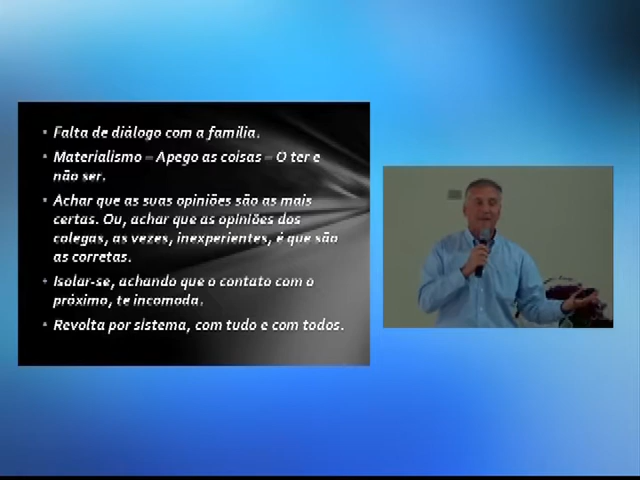 Falta de diálogo com a família.
Materialismo – Apego as coisas – O ter e
não ser.
Achar que as suas opiniões são as mais
certas. Ou, achar que as opiniões dos
colegas, as vezes, inexperientes, é que são
as corretas.
Isolar-se, achando que o contato com o
próximo, te incomoda.
Revolta por sistema, com tudo e com todos.